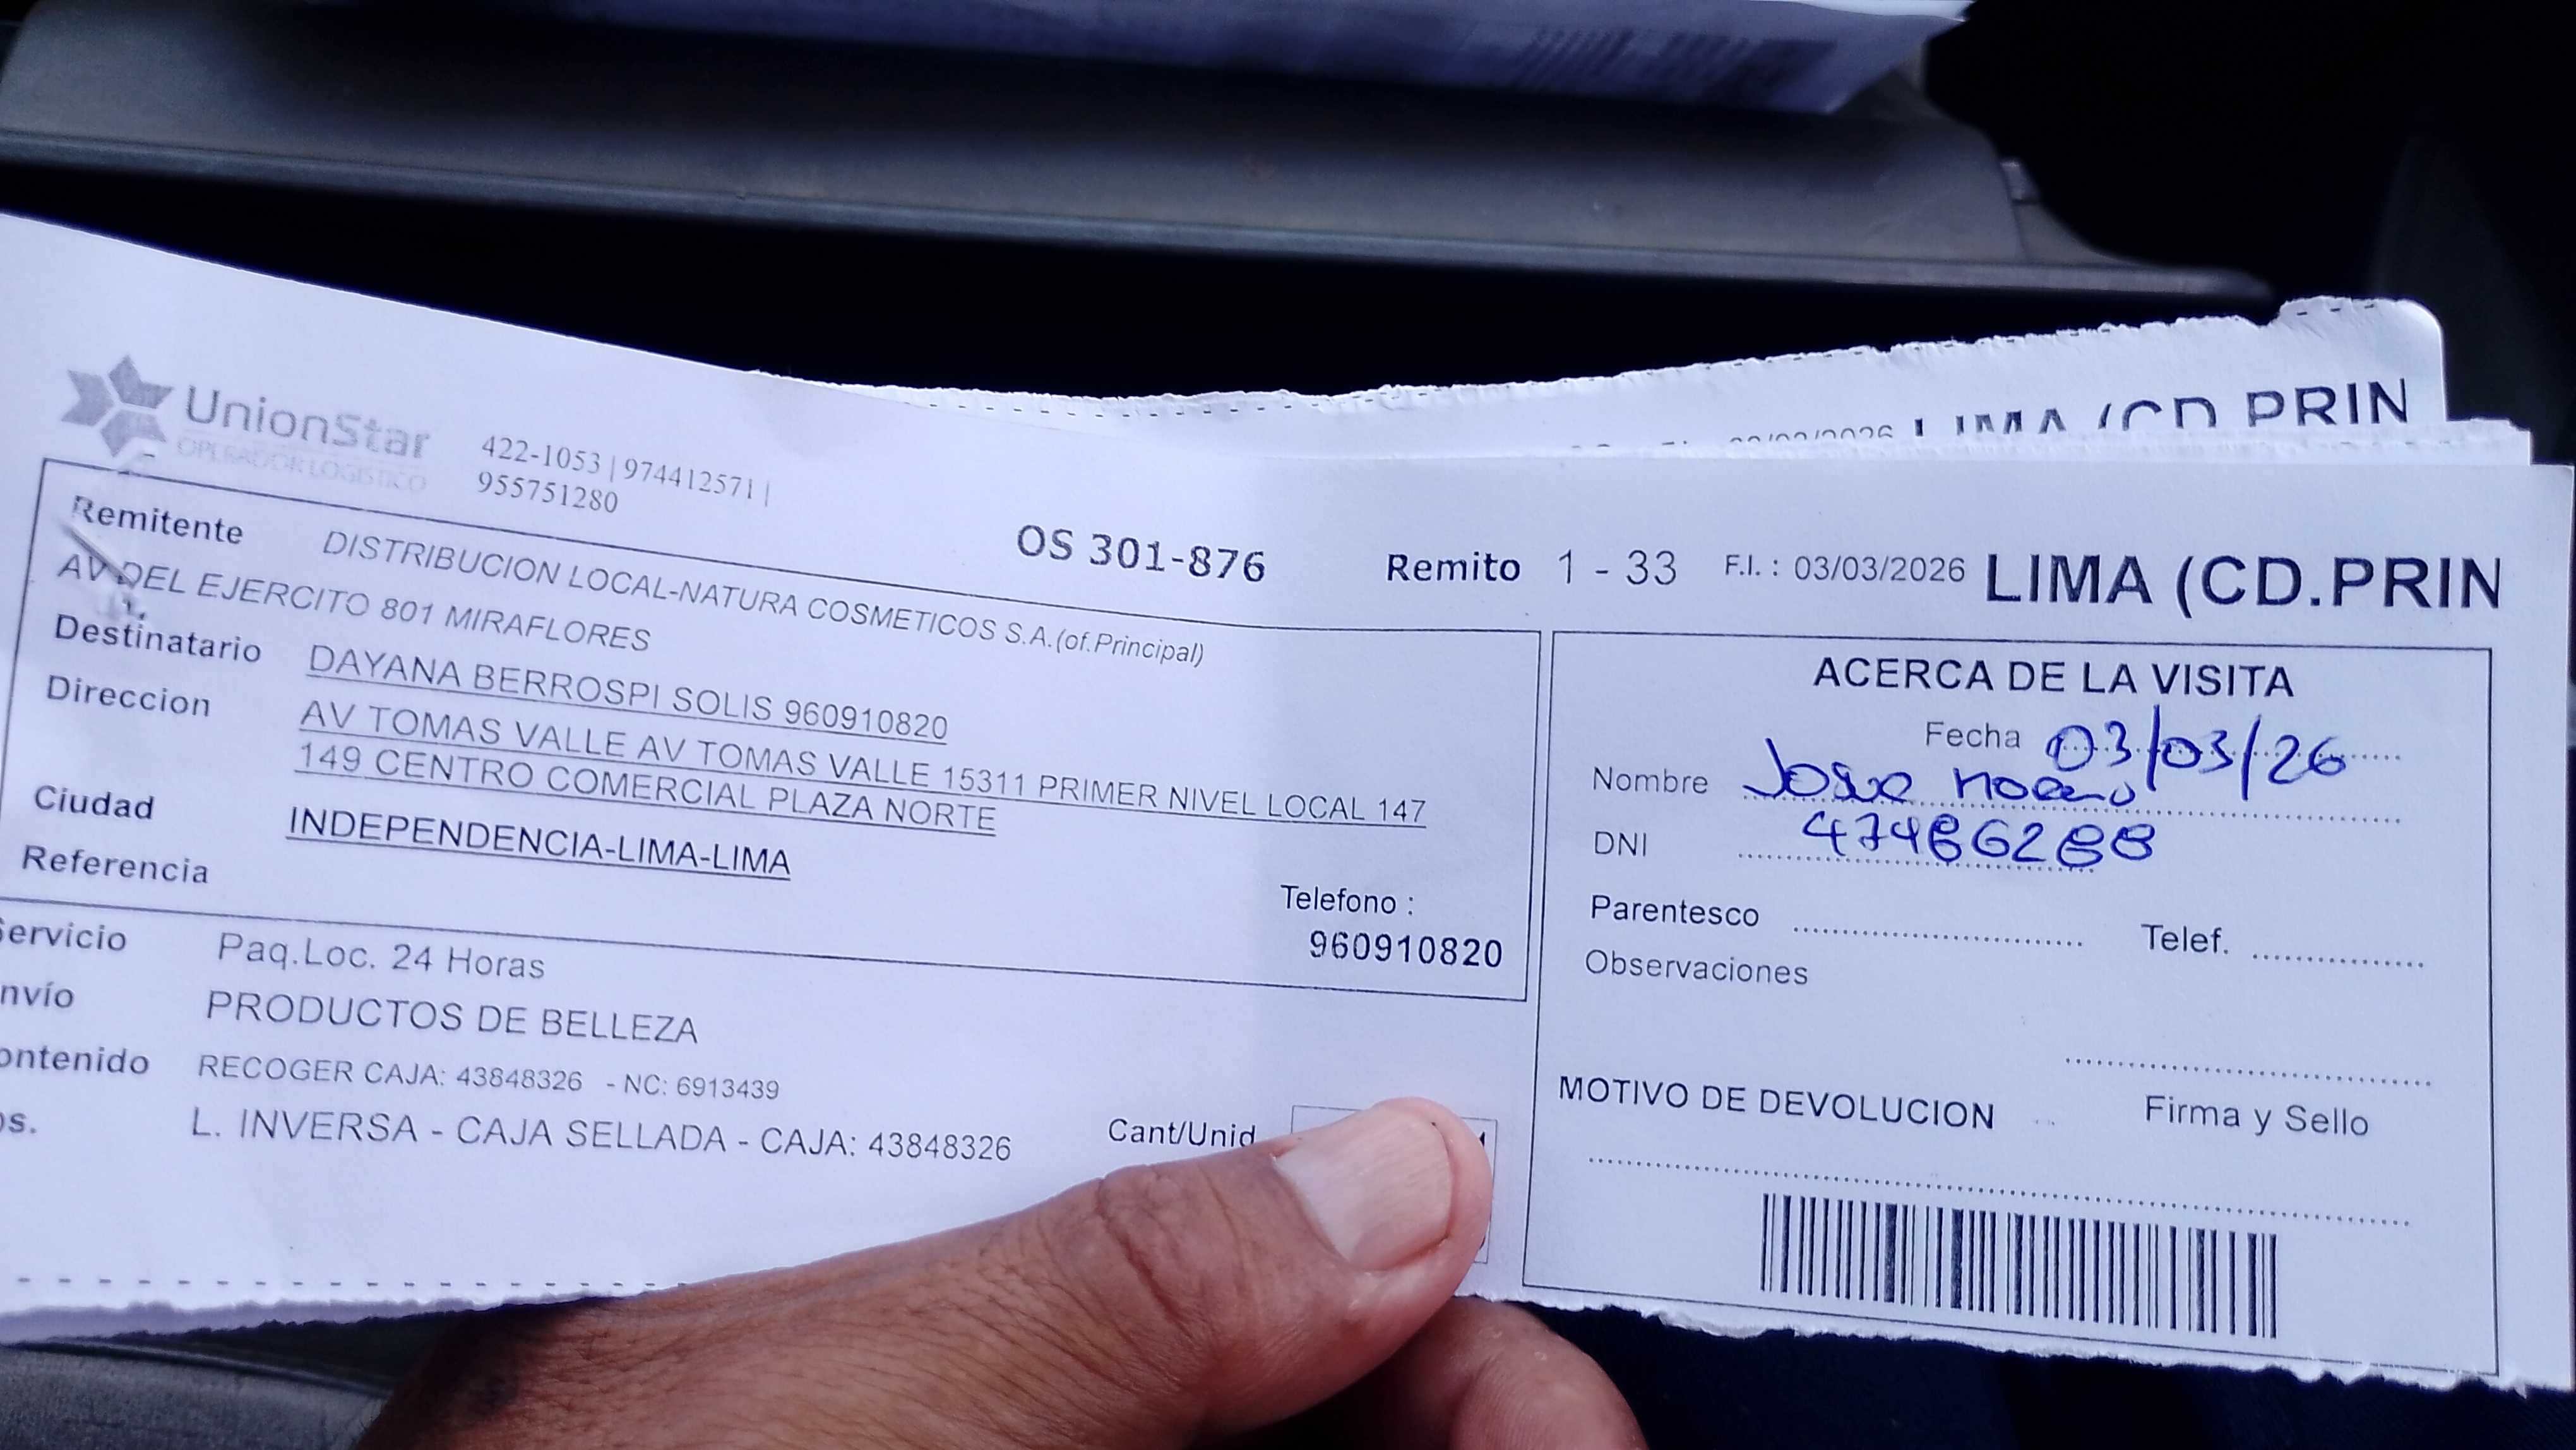 UnionStar
OPERADOR LOGISTICO
422-1053 | 974412571 |
955751280
OS 301-876
Remito 1 - 33
F.I. : 03/03/2026
LIMA (CD.PRIN
LIMA (CD PRIN
Remitente DISTRIBUCION LOCAL-NATURA COSMETICOS S.A.(of.Principal)
AV DEL EJERCITO 801 MIRAFLORES
Destinatario DAYANA BERROSPI SOLIS 960910820
Direccion AV TOMAS VALLE AV TOMAS VALLE 15311 PRIMER NIVEL LOCAL 147
149 CENTRO COMERCIAL PLAZA NORTE
Ciudad INDEPENDENCIA-LIMA-LIMA
Referencia
Telefono :
960910820
ervicio Paq.Loc. 24 Horas
nvío PRODUCTOS DE BELLEZA
ontenido RECOGER CAJA: 43848326 - NC: 6913439
os. L. INVERSA - CAJA SELLADA - CAJA: 43848326
Cant/Unid
ACERCA DE LA VISITA
Fecha 03/03/26
Nombre
DNI
Parentesco
Telef.
Observaciones
Firma y Sello
MOTIVO DE DEVOLUCION